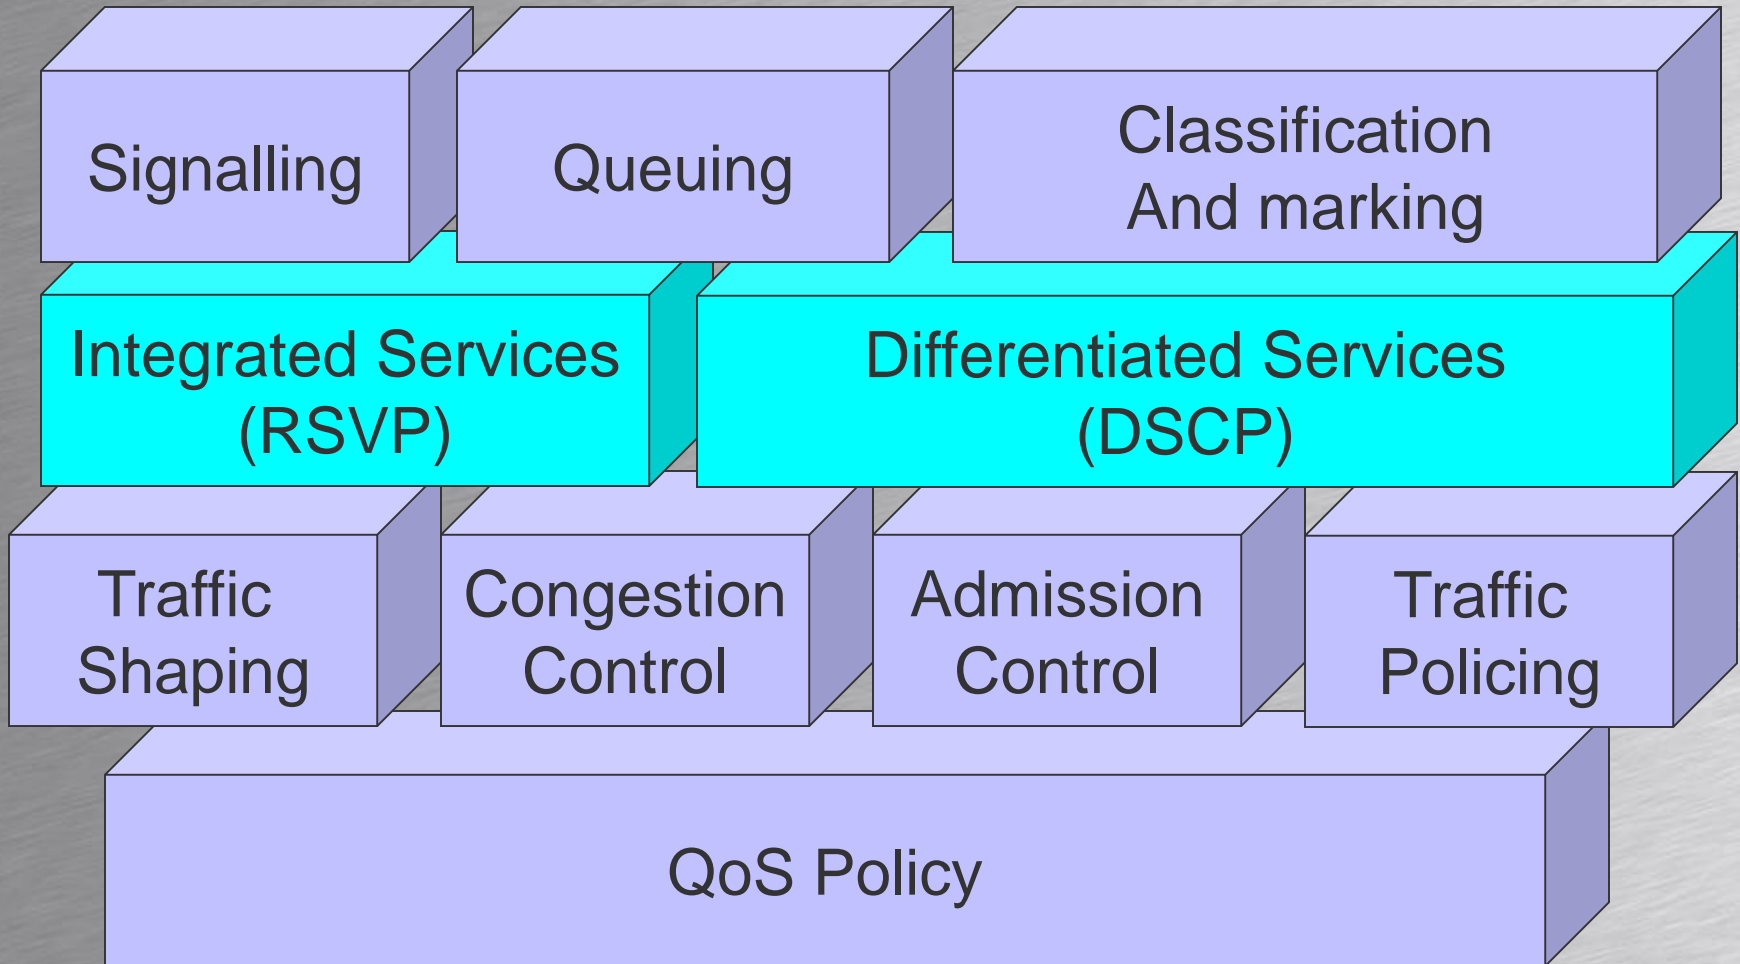 Signalling
Queuing
Classification
And marking
Integrated Services
(RSVP)
Differentiated Services
(DSCP)
Traffic
Shaping
Congestion
Control
Admission
Control
Traffic
Policing
QoS Policy